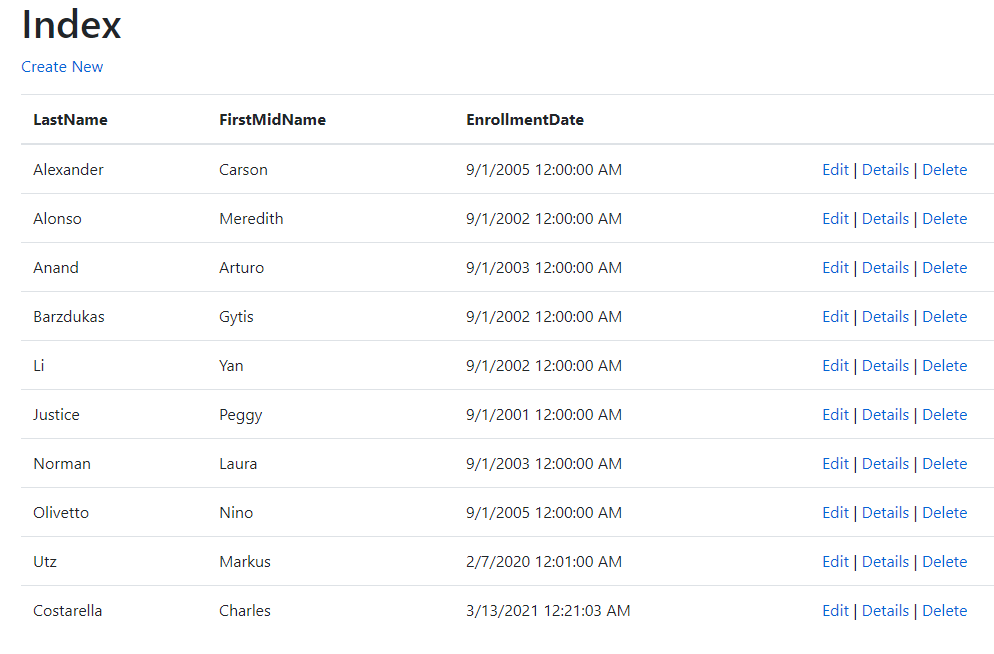 Index
Create New
LastName FirstMidName EnrollmentDate
Alexander Carson 9/1/2005 12:00:00 AM Edit | Details | Delete
Alonso Meredith 9/1/2002 12:00:00 AM Edit | Details | Delete
Anand Arturo 9/1/2003 12:00:00 AM Edit | Details | Delete
Barzdukas Gytis 9/1/2002 12:00:00 AM Edit | Details | Delete
Li Yan 9/1/2002 12:00:00 AM Edit | Details | Delete
Justice Peggy 9/1/2001 12:00:00 AM Edit | Details | Delete
Norman Laura 9/1/2003 12:00:00 AM Edit | Details | Delete
Olivetto Nino 9/1/2005 12:00:00 AM Edit | Details | Delete
Utz Markus 2/7/2020 12:01:00 AM Edit | Details | Delete
Costarella Charles 3/13/2021 12:21:03 AM Edit | Details | Delete